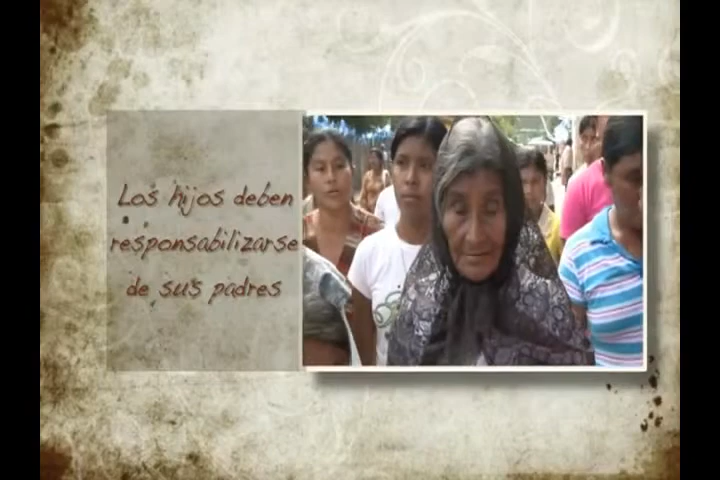 Los hijos deben
responsabilizarse
de sus padres